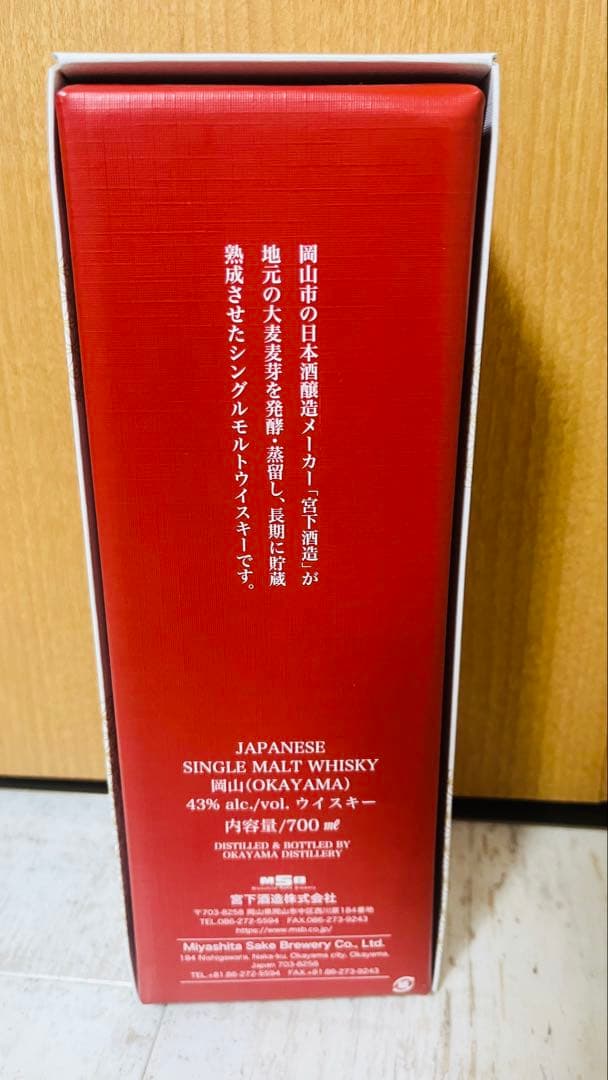 岡山市の日本酒醸造メーカー「宮下酒造」が
地元の大麦麦芽を発酵・蒸留し、長期に貯蔵
熟成させたシングルモルトウイスキーです。
JAPANESE
SINGLE MALT WHISKY
岡山(OKAYAMA)
43% alc./vol. ウイスキー
内容量/700㎖
DISTILLED & BOTTLED BY
OKAYAMA DISTILLERY
MSB
宮下酒造株式会社
〒703-8258 岡山県岡山市中区西川原184番地
TEL.086-272-5594 FAX.086-273-9243
https://www.msb.co.jp/
Miyashita Sake Brewery Co., Ltd.
184 Nishigawara, Naka-ku, Okayama city, Okayama,
Japan 703-8258
TEL.+81.86-272-5594 FAX.+81.86-273-9243